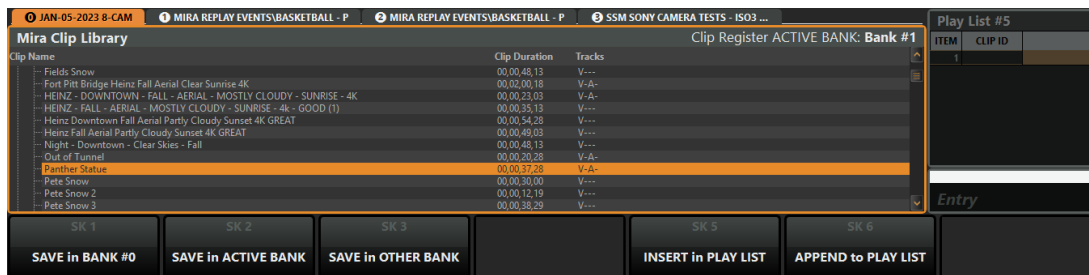 0 JAN-05-2023 8-CAM 1 MIRA REPLAY EVENTS\BASKETBALL - P 2 MIRA REPLAY EVENTS\BASKETBALL - P 3 SSM SONY CAMERA TESTS - ISO3 ...
Play List #5
Mira Clip Library Clip Register ACTIVE BANK: Bank #1
ITEM CLIP ID
Clip Name Clip Duration Tracks
1
Fields Snow 00,00,48,13 V---
Fort Pitt Bridge Heinz Fall Aerial Clear Sunrise 4K 00,02,00,18 V-A-
HEINZ - DOWNTOWN - FALL - AERIAL - MOSTLY CLOUDY - SUNRISE - 4K 00,00,23,03 V-A-
HEINZ - FALL - AERIAL - MOSTLY CLOUDY - SUNRISE - 4k - GOOD (1) 00,00,35,13 V---
Heinz Downtown Fall Aerial Partly Cloudy Sunset 4K GREAT 00,00,54,28 V---
Heinz Fall Aerial Partly Cloudy Sunset 4K GREAT 00,00,49,03 V---
Night - Downtown - Clear Skies - Fall 00,00,48,13 V---
Out of Tunnel 00,00,20,28 V-A-
Panther Statue 00,00,37,28 V-A-
Pete Snow 00,00,30,00 V---
Pete Snow 2 00,00,12,19 V---
Pete Snow 3 00,00,38,29 V---
Entry
SK 1 SK 2 SK 3 SK 5 SK 6
SAVE in BANK #0 SAVE in ACTIVE BANK SAVE in OTHER BANK INSERT in PLAY LIST APPEND to PLAY LIST